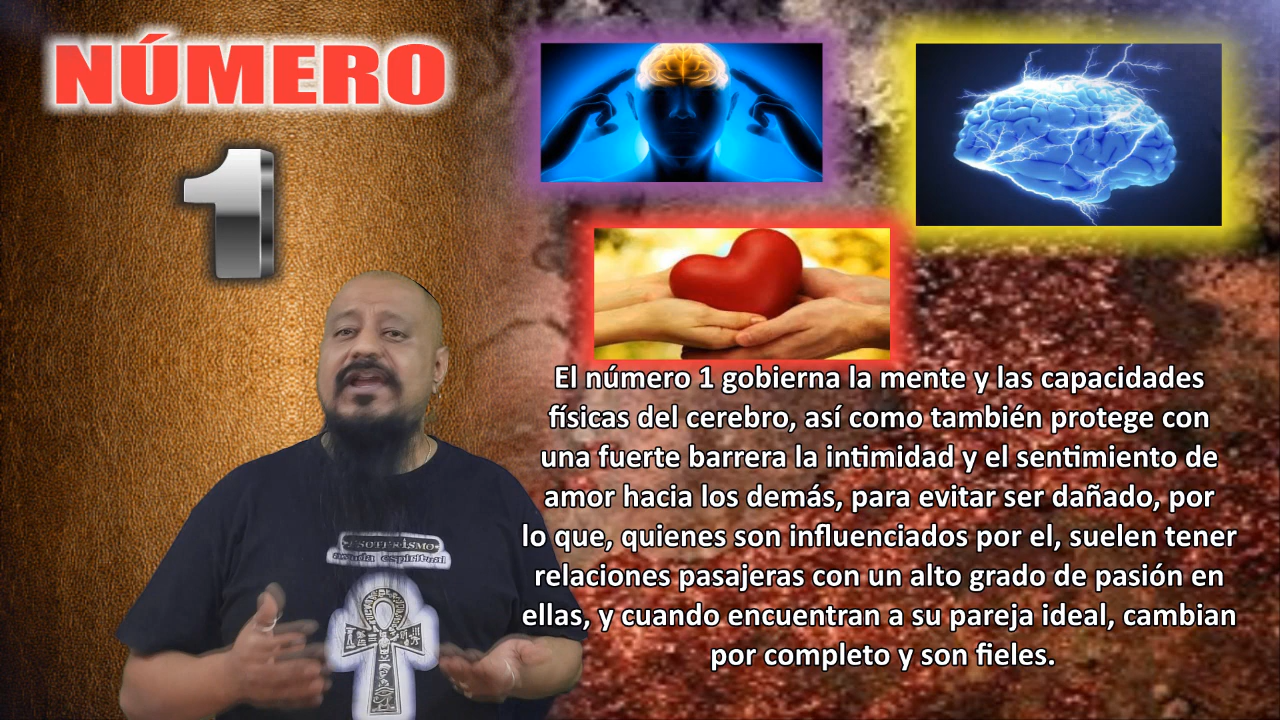 NÚMERO
1
ESOTERISMO
ayuda espiritual
El número 1 gobierna la mente y las capacidades
físicas del cerebro, así como también protege con
una fuerte barrera la intimidad y el sentimiento de
amor hacia los demás, para evitar ser dañado, por
lo que, quienes son influenciados por el, suelen tener
relaciones pasajeras con un alto grado de pasión en
ellas, y cuando encuentran a su pareja ideal, cambian
por completo y son fieles.